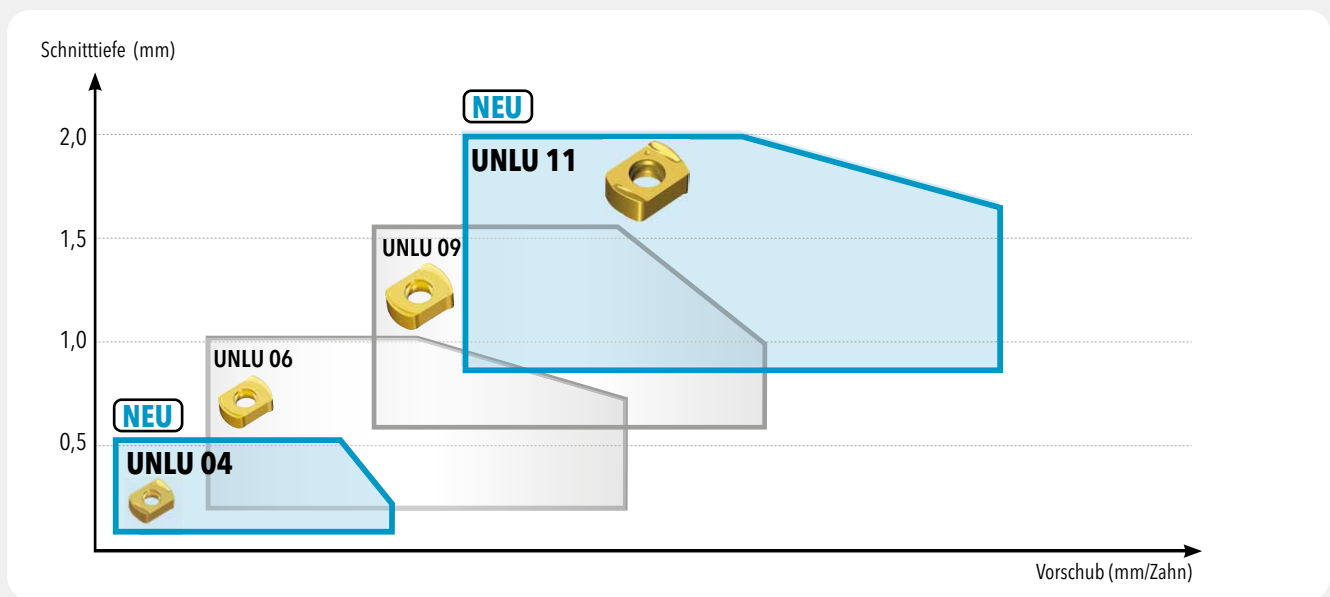 Schnitttiefe (mm)
NEU
2,0
UNLU 11
1,5
UNLU 09
1,0
UNLU 06
NEU
0,5
UNLU 04
Vorschub (mm/Zahn)